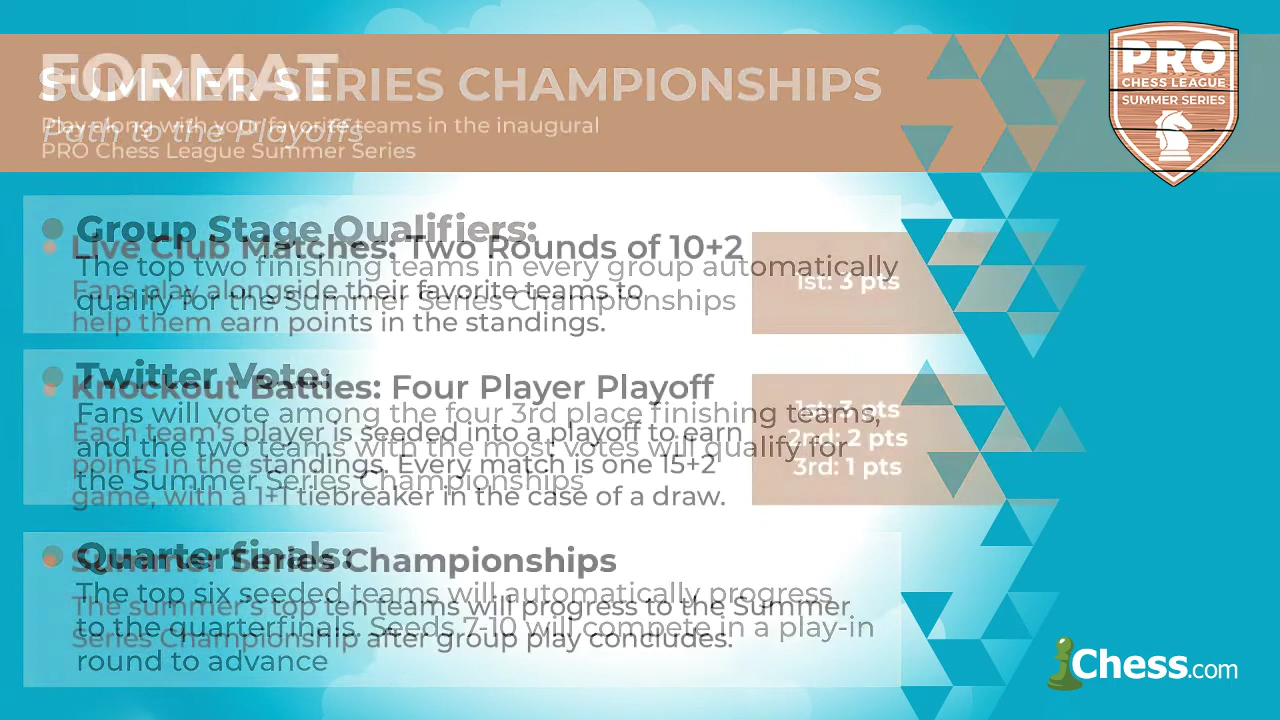 FORMAT
SUMMER SERIES CHAMPIONSHIPS
Play along with your favorite teams in the inaugural
Path to the Playoffs
PRO Chess League Summer Series
PRO
CHESS LEAGUE
SUMMER SERIES
Group Stage Qualifiers:
Live Club Matches: Two Rounds of 10+2
The top two finishing teams in every group automatically
1st: 3 pts
Fans play alongside their favorite teams to
qualify for the Summer Series Championships
help them earn points in the standings.
Twitter Vote:
Knockout Battles: Four Player Playoff
Fans will vote among the four 3rd place finishing teams,
1st: 3 pts
Each team's player is seeded into a playoff to earn
2nd: 2 pts
and the two teams with the most votes will qualify for
points in the standings. Every match is one 15+2
3rd: 1 pts
the Summer Series Championships
game, with a 1+1 tiebreaker in the case of a draw.
Quarterfinals:
Summer Series Championships
The top six seeded teams will automatically progress
The summer's top ten teams will progress to the Summer
to the quarterfinals. Seeds 7-10 will compete in a play-in
Series Championship after group play concludes.
round to advance
Chess.com